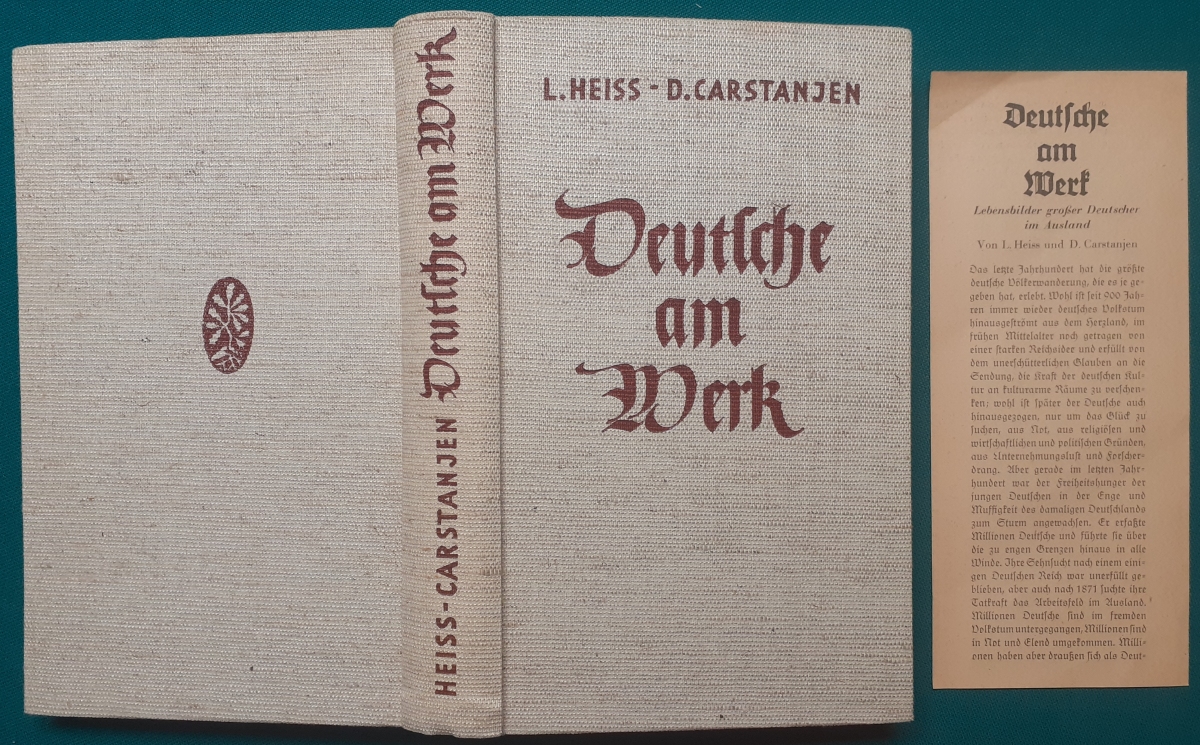 HEISS-CARSTANJEN Deutsche am Werk
L. HEISS - D. CARSTANJEN
Deutsche
am
Werk
Deutsche
am
Werk
Lebensbilder großer Deutscher
im Ausland
Von L. Heiss und D. Carstanjen
Das letzte Jahrhundert hat die größte
deutsche Völkerwanderung, die es je ge-
geben hat, erlebt. Wohl ist seit 900 Jah-
ren immer wieder deutsches Volkstum
hinausgeströmt aus dem Herzland, im
frühen Mittelalter noch getragen von
einer starken Reichsidee und erfüllt von
dem unerschütterlichen Glauben an die
Sendung, die Kraft der deutschen Kul-
tur an kulturarme Räume zu verschen-
ken; wohl ist später der Deutsche auch
hinausgezogen, nur um das Glück zu
suchen, aus Not, aus religiösen und
wirtschaftlichen und politischen Gründen,
aus Unternehmungslust und Forscher-
drang. Aber gerade im letzten Jahr-
hundert war der Freiheitshunger der
jungen Deutschen in der Enge und
Muffigkeit des damaligen Deutschlands
zum Sturm angewachsen. Er erfaßte
Millionen Deutsche und führte sie über
die zu engen Grenzen hinaus in alle
Winde. Ihre Sehnsucht nach einem eini-
gen Deutschen Reich war unerfüllt ge-
blieben, aber auch nach 1871 suchte ihre
Tatkraft das Arbeitsfeld im Ausland.
Millionen Deutsche sind im fremden
Volkstum untergegangen, Millionen sind
in Not und Elend umgekommen. Milli-
onen haben aber draußen sich als Deut-